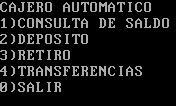 CAJERO AUTOMATICO
1)CONSULTA DE SALDO
2)DEPOSITO
3)RETIRO
4)TRANSFERENCIAS
0)SALIR